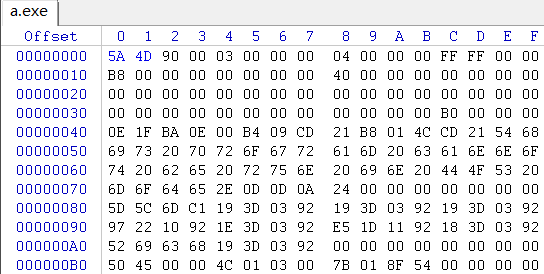 a.exe
Offset 0 1 2 3 4 5 6 7 8 9 A B C D E F
00000000 5A 4D 90 00 03 00 00 00 04 00 00 00 FF FF 00 00
00000010 B8 00 00 00 00 00 00 00 40 00 00 00 00 00 00 00
00000020 00 00 00 00 00 00 00 00 00 00 00 00 00 00 00 00
00000030 00 00 00 00 00 00 00 00 00 00 00 00 B0 00 00 00
00000040 0E 1F BA 0E 00 B4 09 CD 21 B8 01 4C CD 21 54 68
00000050 69 73 20 70 72 6F 67 72 61 6D 20 63 61 6E 6E 6F
00000060 74 20 62 65 20 72 75 6E 20 69 6E 20 44 4F 53 20
00000070 6D 6F 64 65 2E 0D 0D 0A 24 00 00 00 00 00 00 00
00000080 5D 5C 6D C1 19 3D 03 92 19 3D 03 92 19 3D 03 92
00000090 97 22 10 92 1E 3D 03 92 E5 1D 11 92 18 3D 03 92
000000A0 52 69 63 68 19 3D 03 92 00 00 00 00 00 00 00 00
000000B0 50 45 00 00 4C 01 03 00 7B 01 8F 54 00 00 00 00